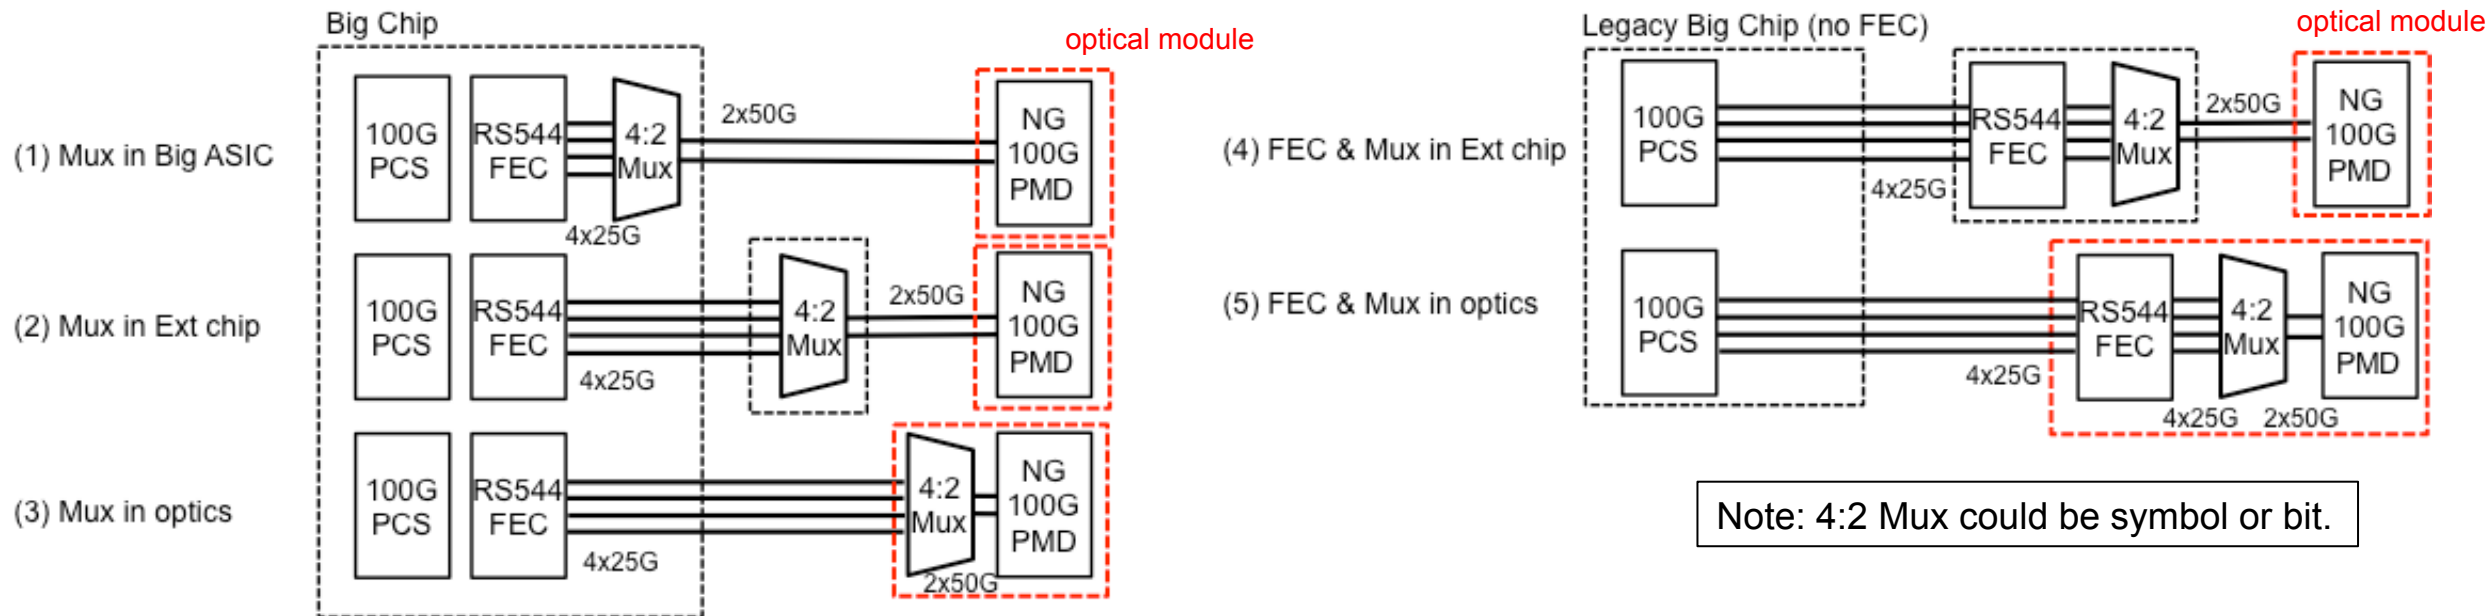 Big Chip
optical module
(1) Mux in Big ASIC
100G
PCS
RS544
FEC
4x25G
4:2
Mux
2x50G
NG
100G
PMD
(2) Mux in Ext chip
100G
PCS
RS544
FEC
4x25G
4:2
Mux
2x50G
NG
100G
PMD
(3) Mux in optics
100G
PCS
RS544
FEC
4x25G
4:2
Mux
2x50G
NG
100G
PMD
Legacy Big Chip (no FEC)
optical module
(4) FEC & Mux in Ext chip
100G
PCS
4x25G
RS544
FEC
4:2
Mux
2x50G
NG
100G
PMD
(5) FEC & Mux in optics
100G
PCS
4x25G
RS544
FEC
4x25G
4:2
Mux
2x50G
NG
100G
PMD
Note: 4:2 Mux could be symbol or bit.